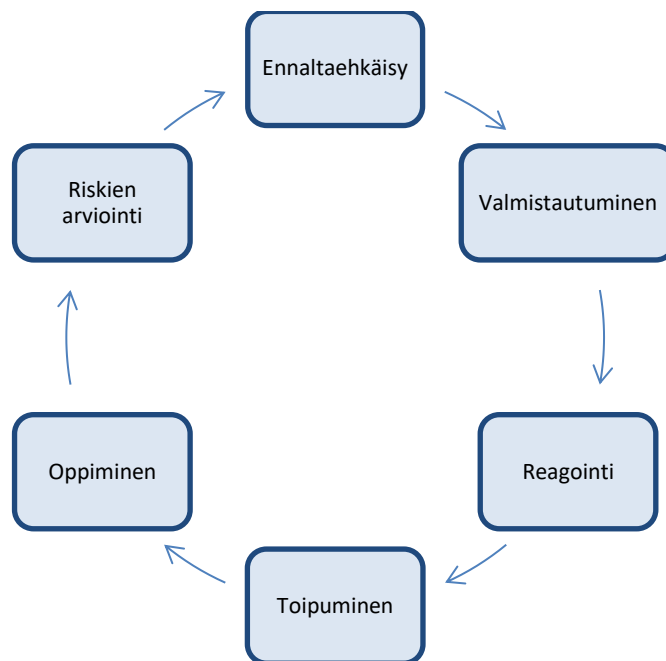 Ennaltaehkäisy
Valmistautuminen
Reagointi
Toipuminen
Oppiminen
Riskien
arviointi